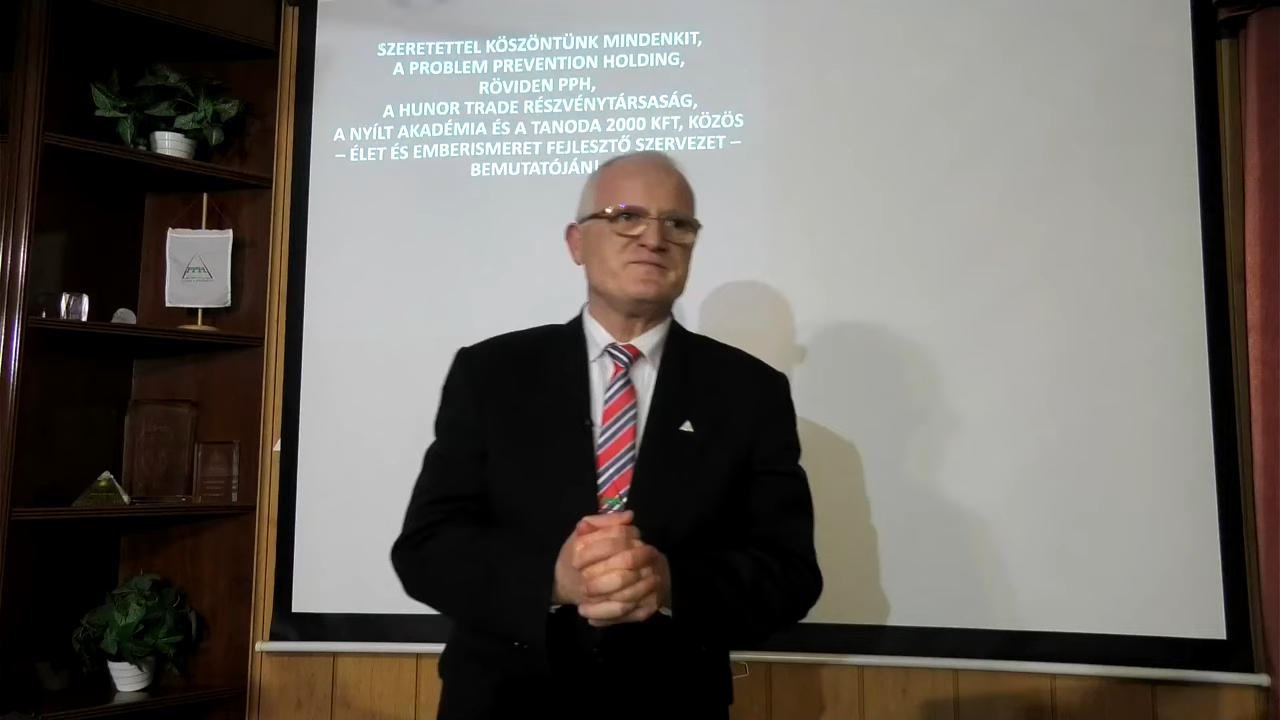 SZERETETTEL KÖSZÖNTÜNK MINDENKIT,
A PROBLEM PREVENTION HOLDING,
RÖVIDEN PPH,
A HUNOR TRADE RÉSZVÉNYTÁRSASÁG,
A NYÍLT AKADÉMIA ÉS A TANODA 2000 KFT, KÖZÖS
– ÉLET ÉS EMBERISMERET FEJLESZTŐ SZERVEZET –
BEMUTATÓJÁN!